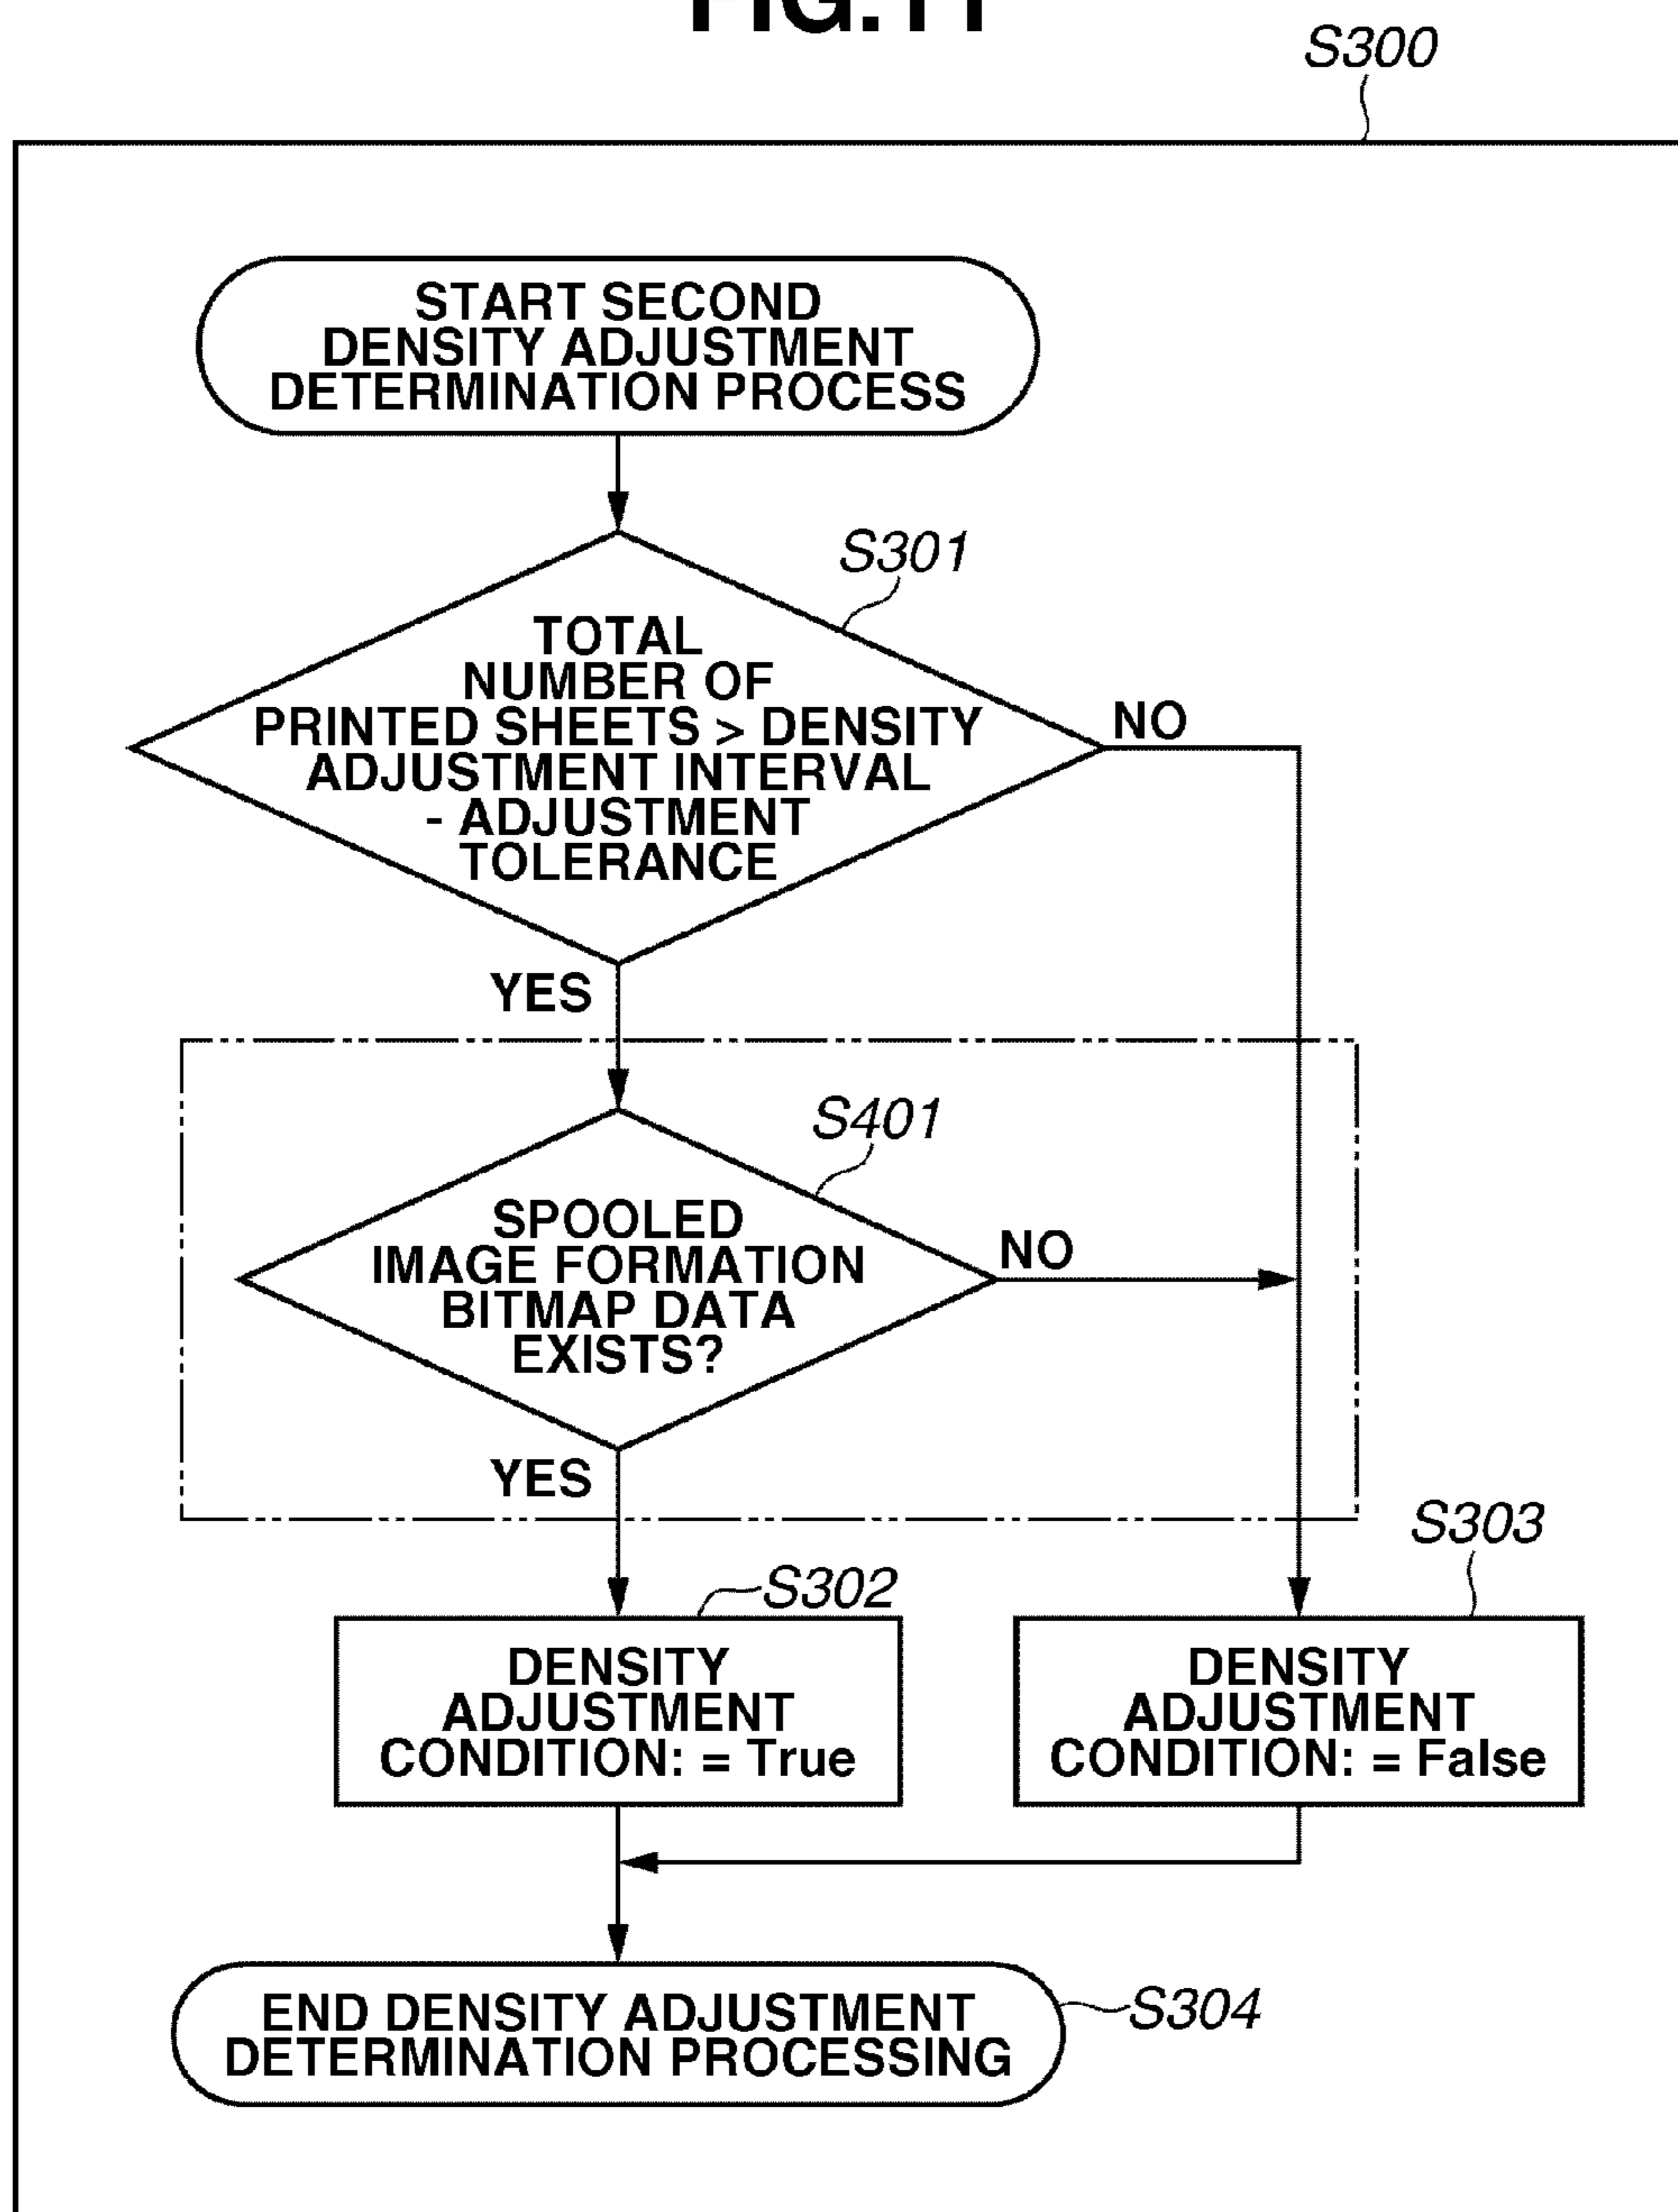 FIG.11
S300
START SECOND
DENSITY ADJUSTMENT
DETERMINATION PROCESS
S301
TOTAL
NUMBER OF
PRINTED SHEETS > DENSITY
ADJUSTMENT INTERVAL
- ADJUSTMENT
TOLERANCE
NO
YES
S401
SPOOLED
IMAGE FORMATION
BITMAP DATA
EXISTS?
NO
YES
S302
S303
DENSITY
ADJUSTMENT
CONDITION: = True
DENSITY
ADJUSTMENT
CONDITION: = False
END DENSITY ADJUSTMENT
DETERMINATION PROCESSING
S304